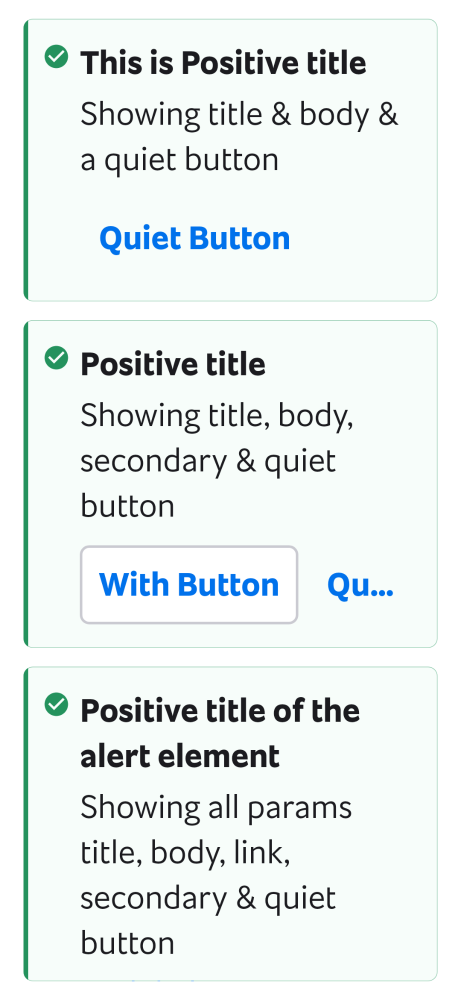 This is Positive title
Showing title & body &
a quiet button
Quiet Button
Positive title
Showing title, body,
secondary & quiet
button
With Button Qu...
Positive title of the
alert element
Showing all params
title, body, link,
secondary & quiet
button